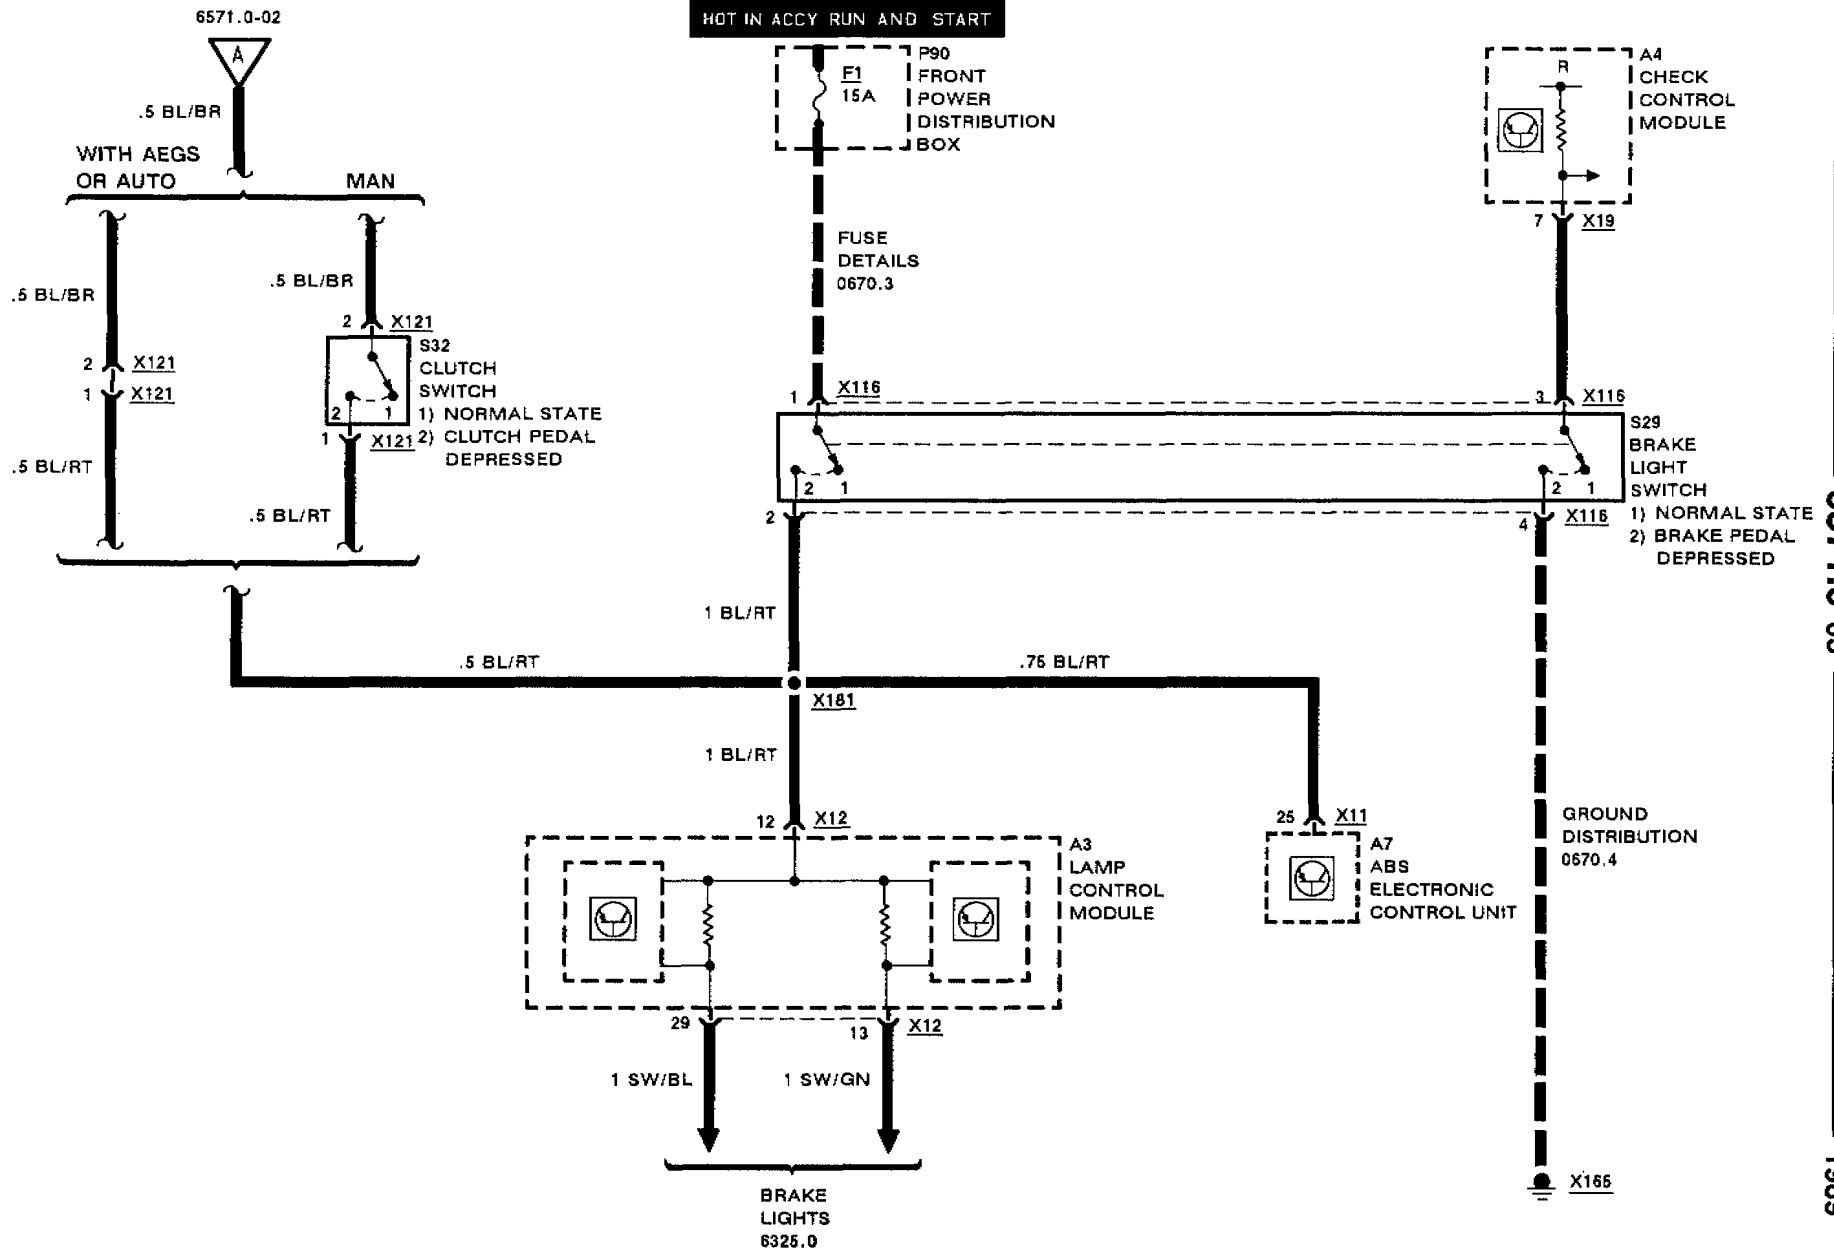 6571.0-02
A
.5 BL/BR
WITH AEGS
OR AUTO
MAN
.5 BL/BR
.5 BL/BR
2 X121
1 X121
.5 BL/RT
2 X121
S32
CLUTCH
SWITCH
1) NORMAL STATE
2) CLUTCH PEDAL
DEPRESSED
2 1
1 X121
.5 BL/RT
HOT IN ACCY RUN AND START
F1
15A
P90
FRONT
POWER
DISTRIBUTION
BOX
FUSE
DETAILS
0670.3
R
A4
CHECK
CONTROL
MODULE
7 X19
1 X116
3 X116
2 1
2 1
S29
BRAKE
LIGHT
SWITCH
1) NORMAL STATE
2) BRAKE PEDAL
DEPRESSED
2
4 X116
1 BL/RT
.5 BL/RT
.75 BL/RT
X181
1 BL/RT
12 X12
A3
LAMP
CONTROL
MODULE
25 X11
A7
ABS
ELECTRONIC
CONTROL UNIT
GROUND
DISTRIBUTION
0670.4
29
13 X12
1 SW/BL
1 SW/GN
BRAKE
LIGHTS
6325.0
X165